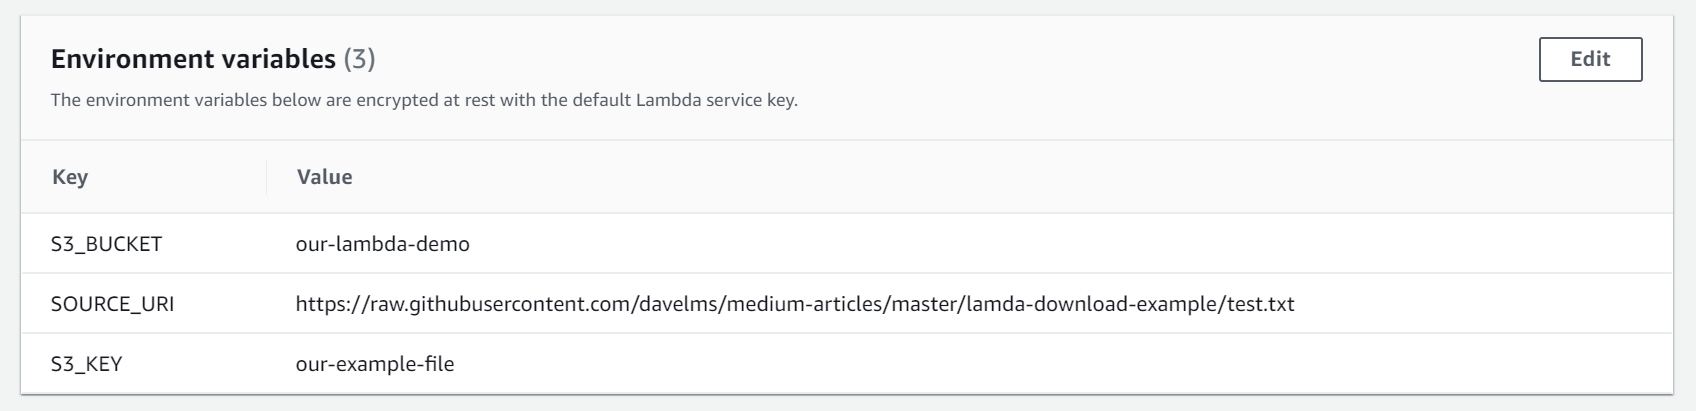 Environment variables (3)
Edit
The environment variables below are encrypted at rest with the default Lambda service key.
Key Value
S3_BUCKET our-lambda-demo
SOURCE_URI https://raw.githubusercontent.com/davelms/medium-articles/master/lamda-download-example/test.txt
S3_KEY our-example-file